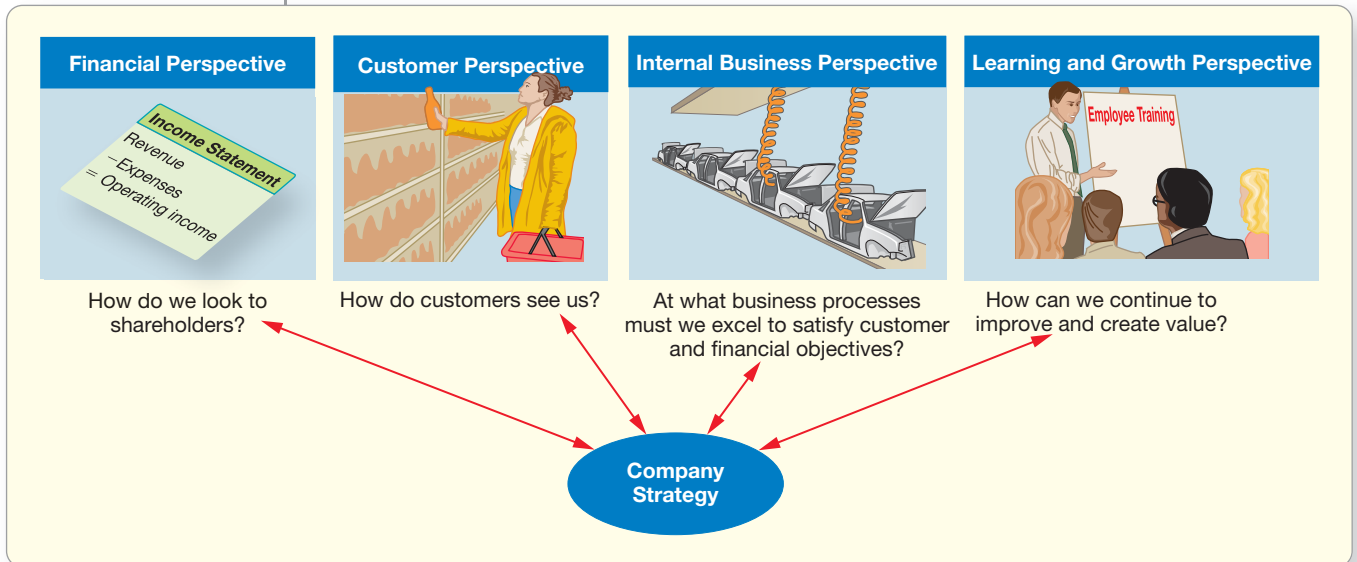 Financial Perspective
Income Statement
Revenue
– Expenses
= Operating income
How do we look to
shareholders?
Customer Perspective
How do customers see us?
Internal Business Perspective
At what business processes
must we excel to satisfy customer
and financial objectives?
Learning and Growth Perspective
Employee Training
How can we continue to
improve and create value?
Company
Strategy